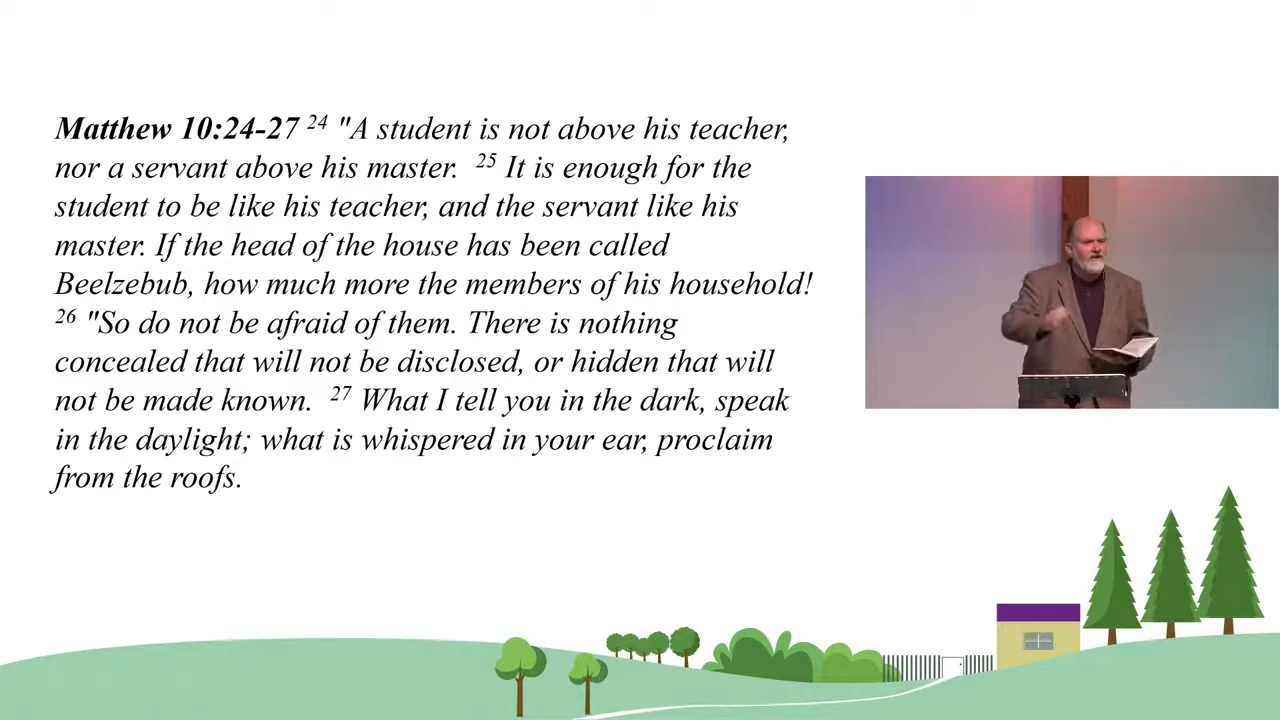 Matthew 10:24-27 24 "A student is not above his teacher,
nor a servant above his master. 25 It is enough for the
student to be like his teacher, and the servant like his
master. If the head of the house has been called
Beelzebub, how much more the members of his household!
26 "So do not be afraid of them. There is nothing
concealed that will not be disclosed, or hidden that will
not be made known. 27 What I tell you in the dark, speak
in the daylight; what is whispered in your ear, proclaim
from the roofs.